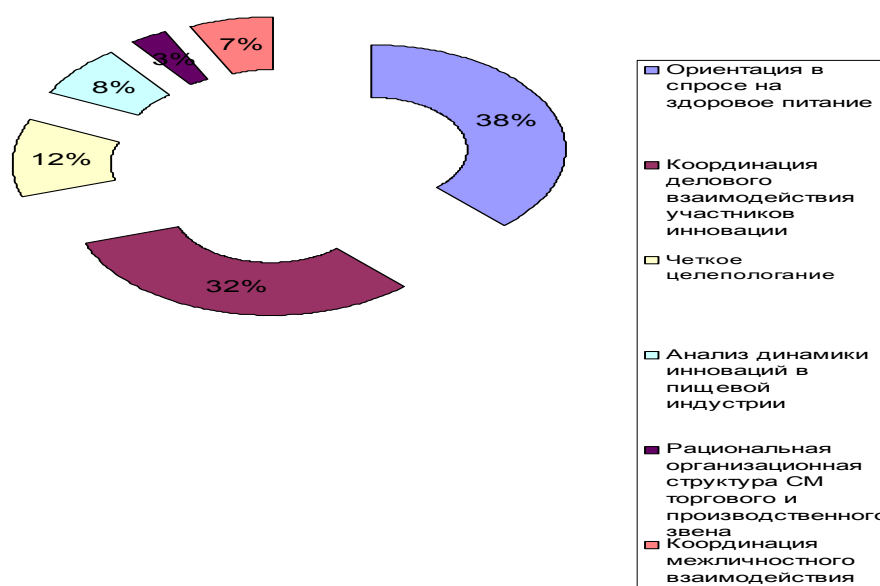 7%
3%
8%
38%
12%
32%
Ориентация в
спросе на
здоровое питание
Координация
делового
взаимодействия
участников
инновации
Четкое
целепологание
Анализ динамики
инноваций в
пищевой
индустрии
Рациональная
организационная
структура СМ
торгового и
производственного
звена
Координация
межличностного
взаимодействия